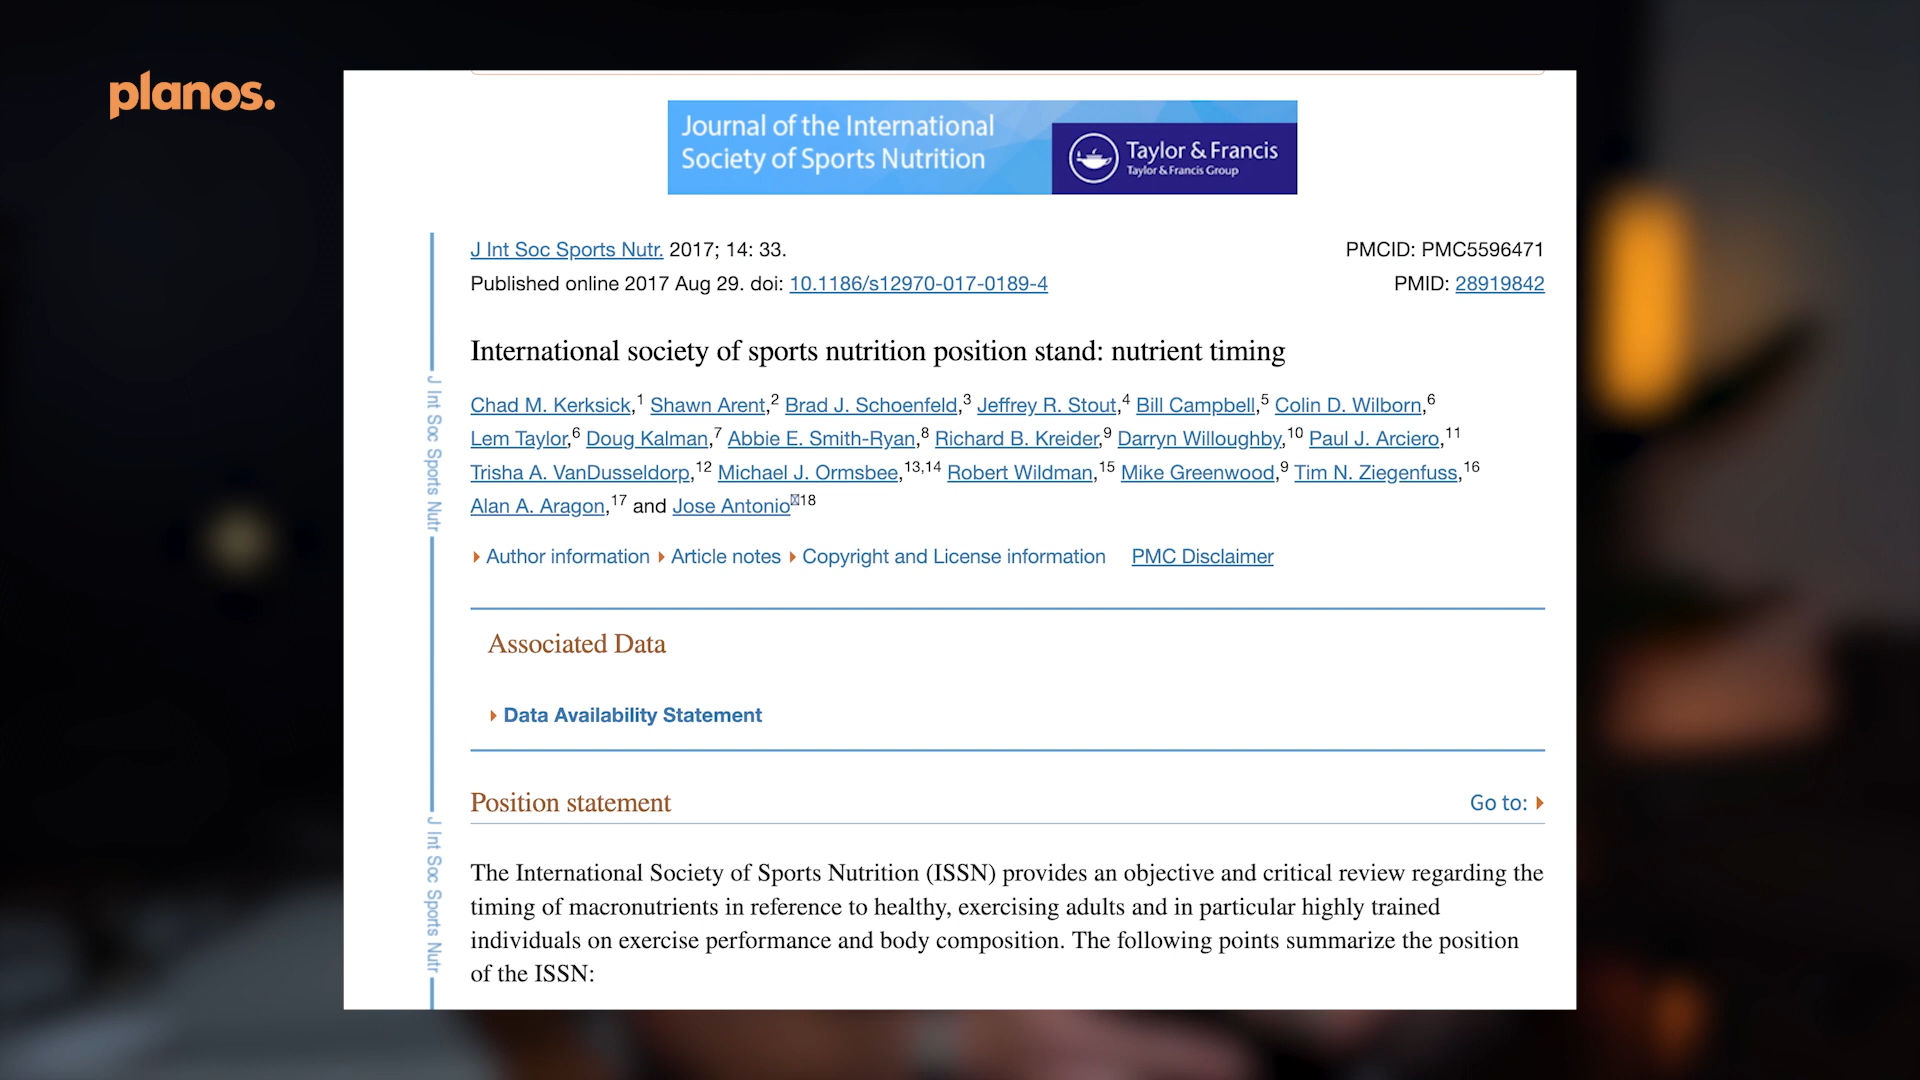 planos.
Journal of the International
Society of Sports Nutrition
Taylor & Francis
Taylor & Francis Group
J Int Soc Sports Nutr. 2017; 14: 33.
PMCID: PMC5596471
Published online 2017 Aug 29. doi: 10.1186/s12970-017-0189-4
PMID: 28919842
International society of sports nutrition position stand: nutrient timing
Chad M. Kerksick,1 Shawn Arent,2 Brad J. Schoenfeld,3 Jeffrey R. Stout,4 Bill Campbell,5 Colin D. Wilborn,6
Lem Taylor,6 Doug Kalman,7 Abbie E. Smith-Ryan,8 Richard B. Kreider,9 Darryn Willoughby,10 Paul J. Arciero,11
Trisha A. VanDusseldorp,12 Michael J. Ormsbee,13,14 Robert Wildman,15 Mike Greenwood,9 Tim N. Ziegenfuss,16
Alan A. Aragon,17 and Jose Antonio18
Author information Article notes Copyright and License information PMC Disclaimer
Associated Data
Data Availability Statement
Position statement
Go to:
The International Society of Sports Nutrition (ISSN) provides an objective and critical review regarding the
timing of macronutrients in reference to healthy, exercising adults and in particular highly trained
individuals on exercise performance and body composition. The following points summarize the position
of the ISSN:
J Int Soc Sports Nutr
J Int Soc Sports Nutr